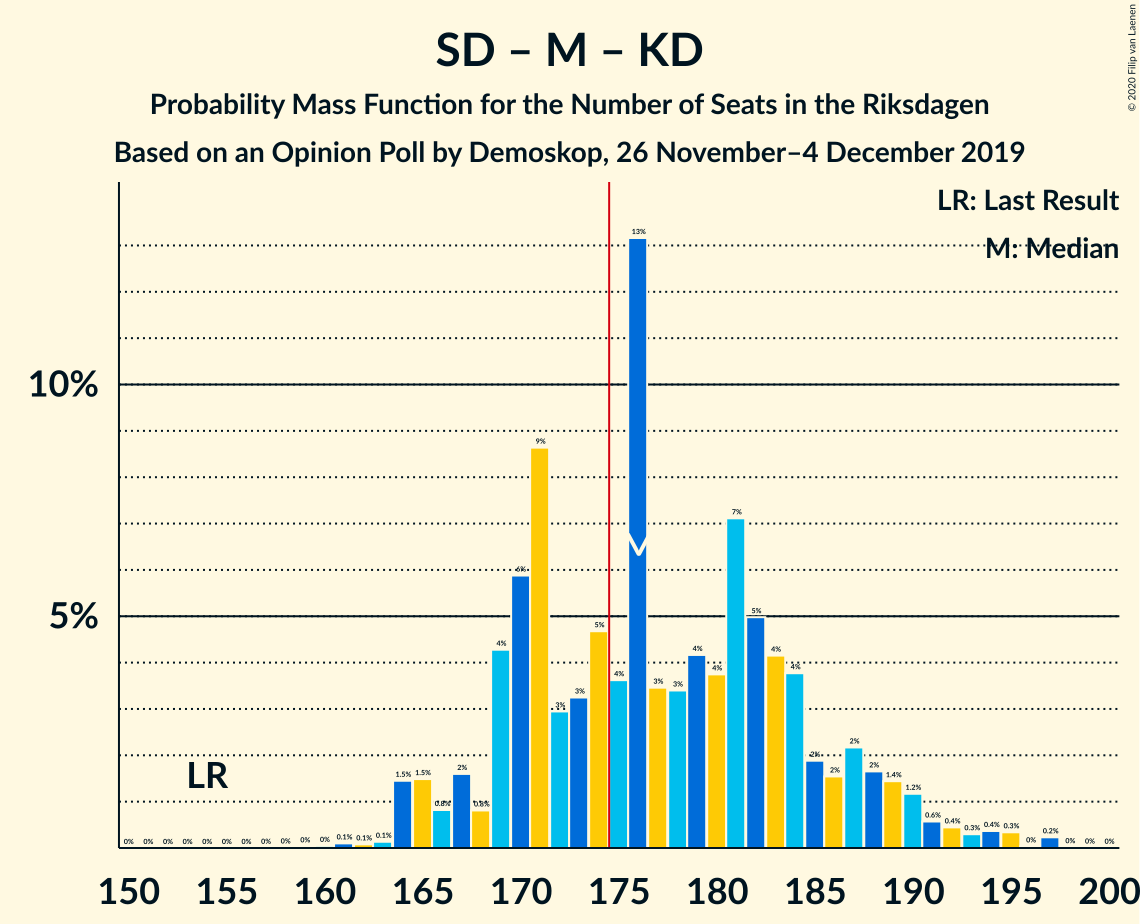 SD – M – KD
Probability Mass Function for the Number of Seats in the Riksdagen
Based on an Opinion Poll by Demoskop, 26 November–4 December 2019
© 2020 Filip van Laenen
LR: Last Result
M: Median
10%
5%
LR
0% 0% 0% 0% 0% 0% 0% 0% 0% 0% 0% 0.1% 0.1% 0.1% 1.5% 1.5% 0.8% 2% 0.8% 4% 6% 9% 3% 3% 5% 4% 13% 3% 3% 4% 4% 7% 5% 4% 4% 2% 2% 2% 2% 1.4% 1.2% 0.6% 0.4% 0.3% 0.4% 0.3% 0% 0.2% 0% 0% 0%
150 155 160 165 170 175 180 185 190 195 200